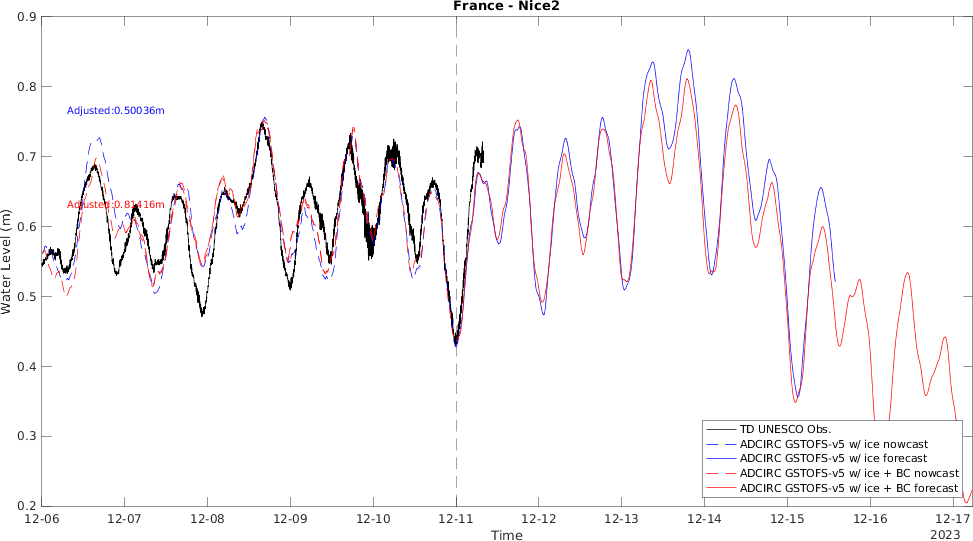 France - Nice2
0.9
0.8
0.7
0.6
0.5
0.4
0.3
0.2
Water Level (m)
Adjusted:0.50036m
Adjusted:0.81416m
TD UNESCO Obs.
ADCIRC GSTOFS-v5 w/ ice nowcast
ADCIRC GSTOFS-v5 w/ ice forecast
ADCIRC GSTOFS-v5 w/ ice + BC nowcast
ADCIRC GSTOFS-v5 w/ ice + BC forecast
12-06 12-07 12-08 12-09 12-10 12-11 12-12 12-13 12-14 12-15 12-16 12-17
Time
2023